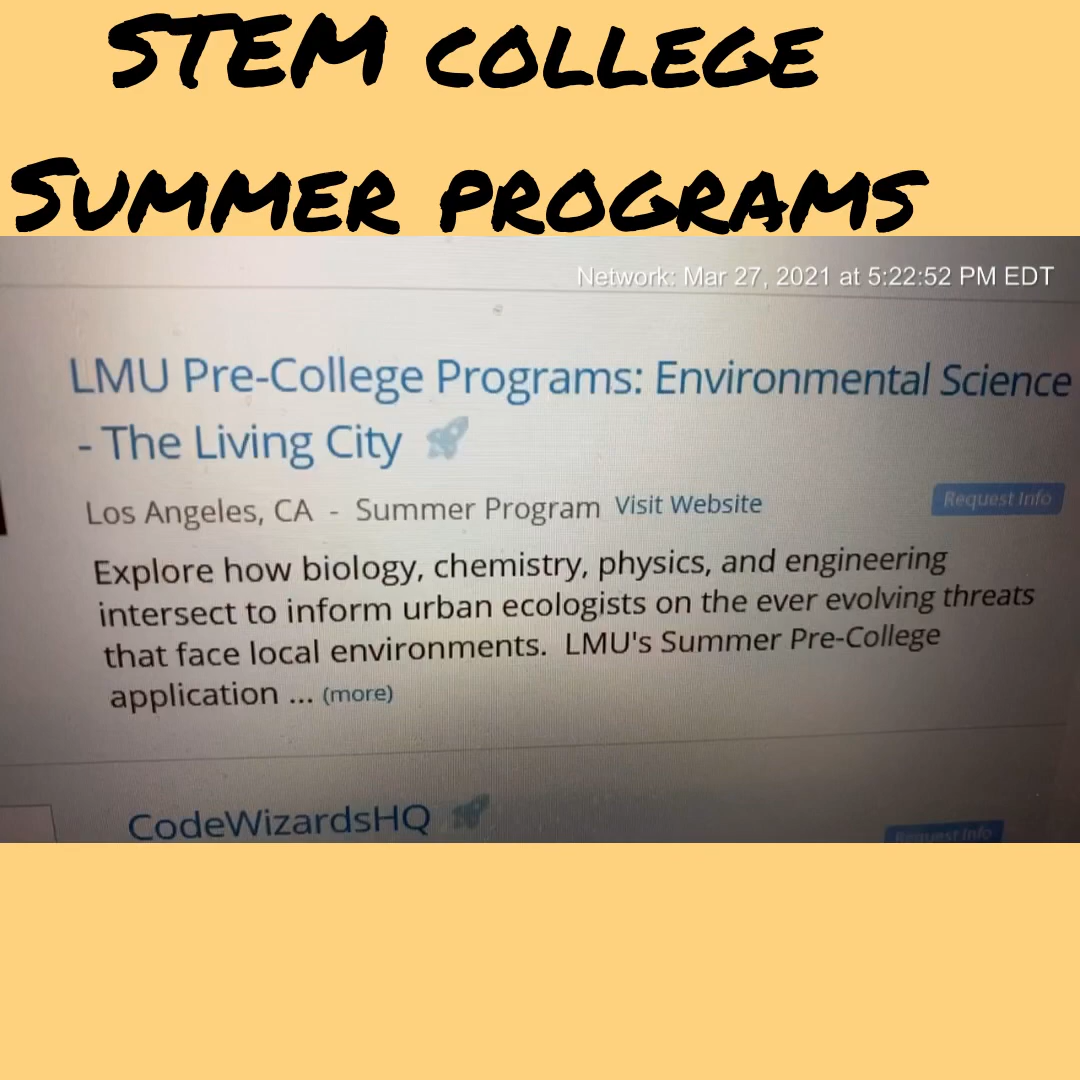 STEM COLLEGE
SUMMER PROGRAMS
Network: Mar 27, 2021 at 5:22:52 PM EDT
LMU Pre-College Programs: Environmental Science
- The Living City
Los Angeles, CA - Summer Program Visit Website
Request Info
Explore how biology, chemistry, physics, and engineering
intersect to inform urban ecologists on the ever evolving threats
that face local environments. LMU's Summer Pre-College
application ... (more)
CodeWizardsHQ
Request Info